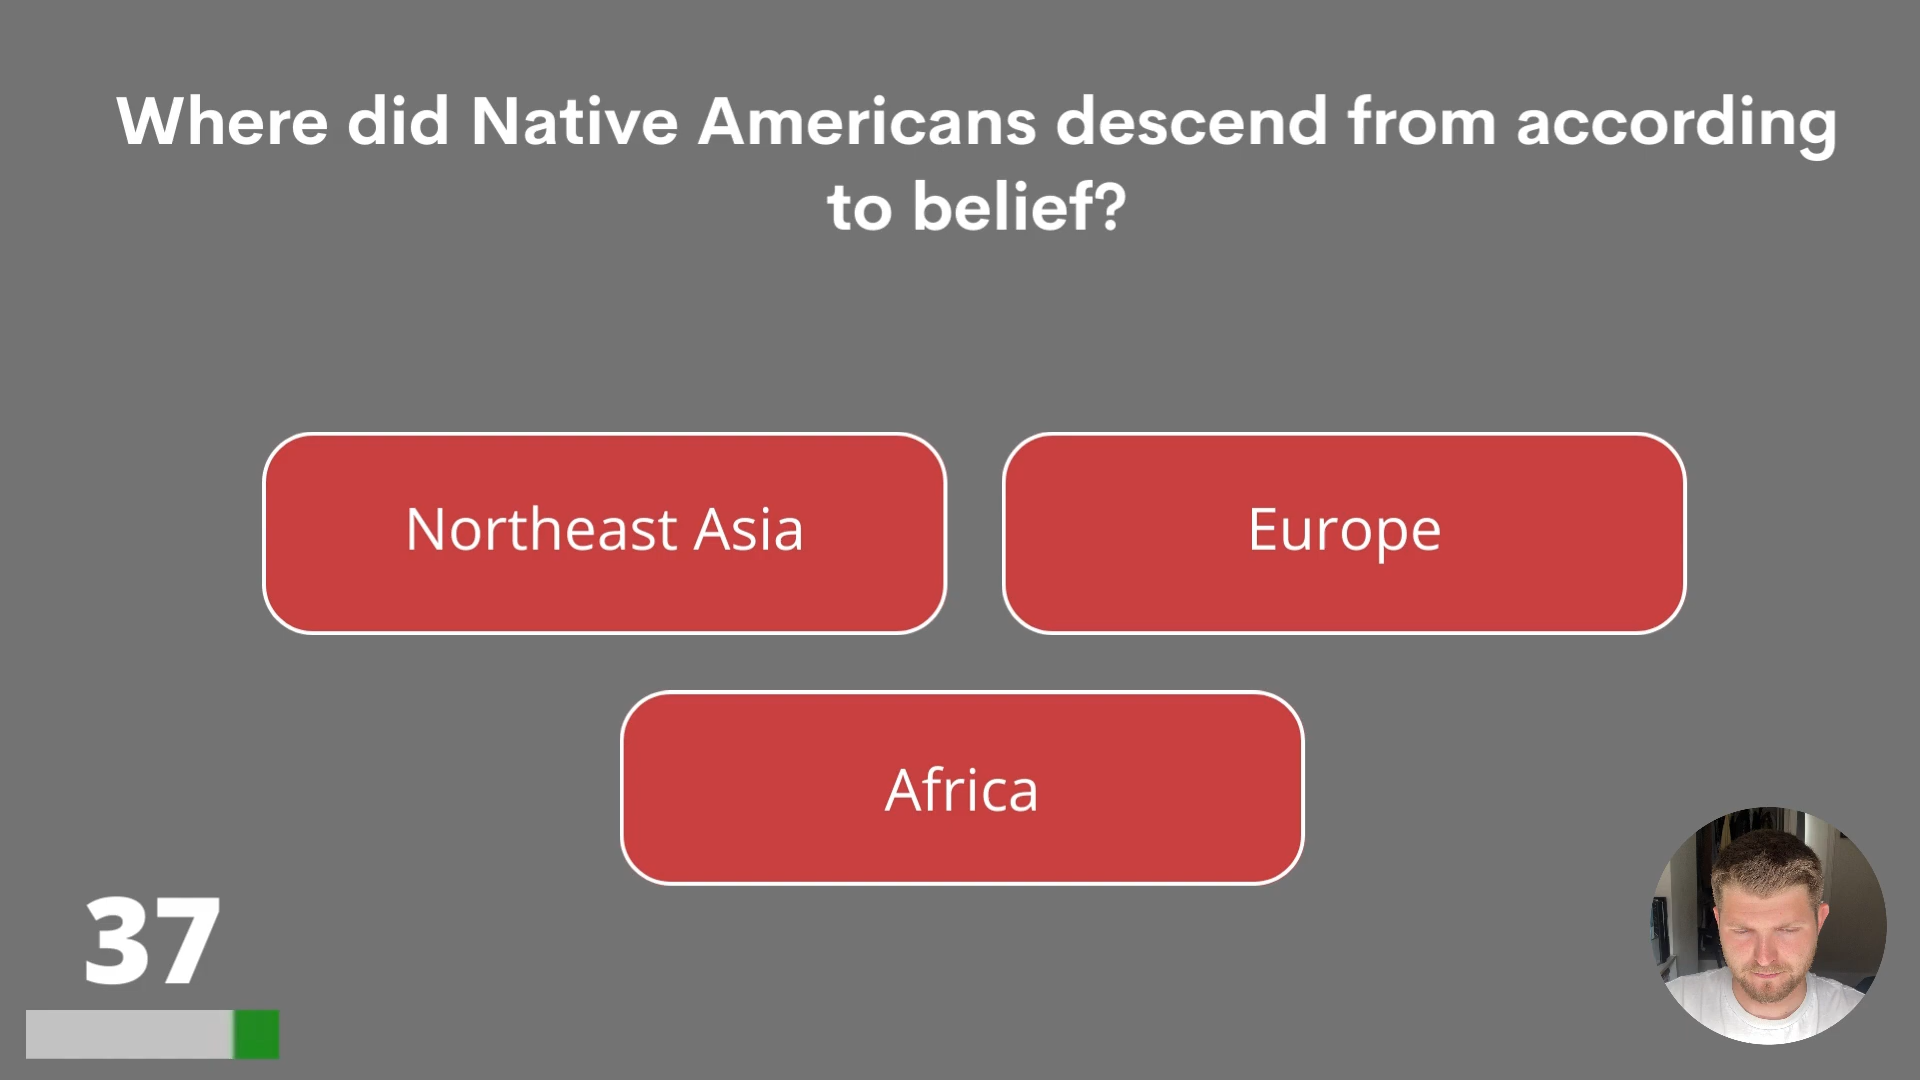 Where did Native Americans descend from according
to belief?
Northeast Asia
Europe
Africa
37